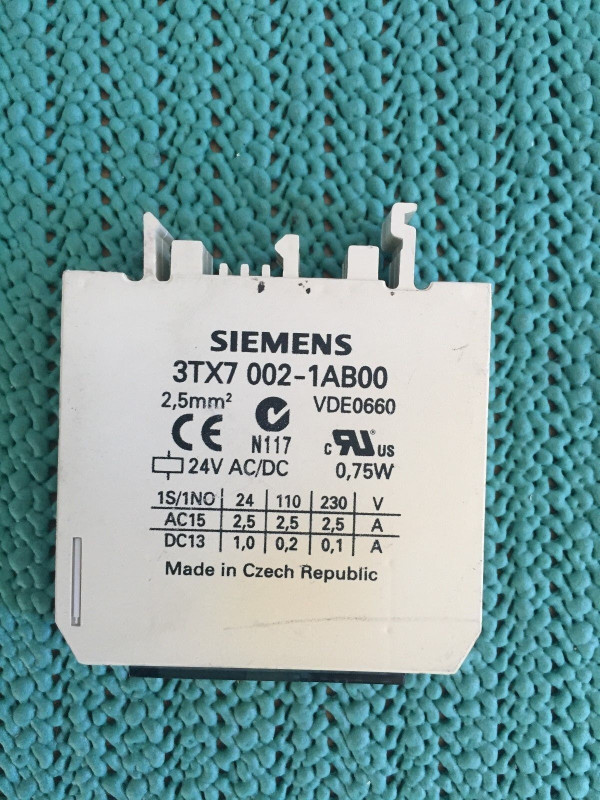 SIEMENS
3TX7 002-1AB00
2,5mm² VDE0660
CE N117 c RU® US
24V AC/DC 0,75W
1S/1NO 24 110 230 V
AC15 2,5 2,5 2,5 A
DC13 1,0 0,2 0,1 A
Made in Czech Republic